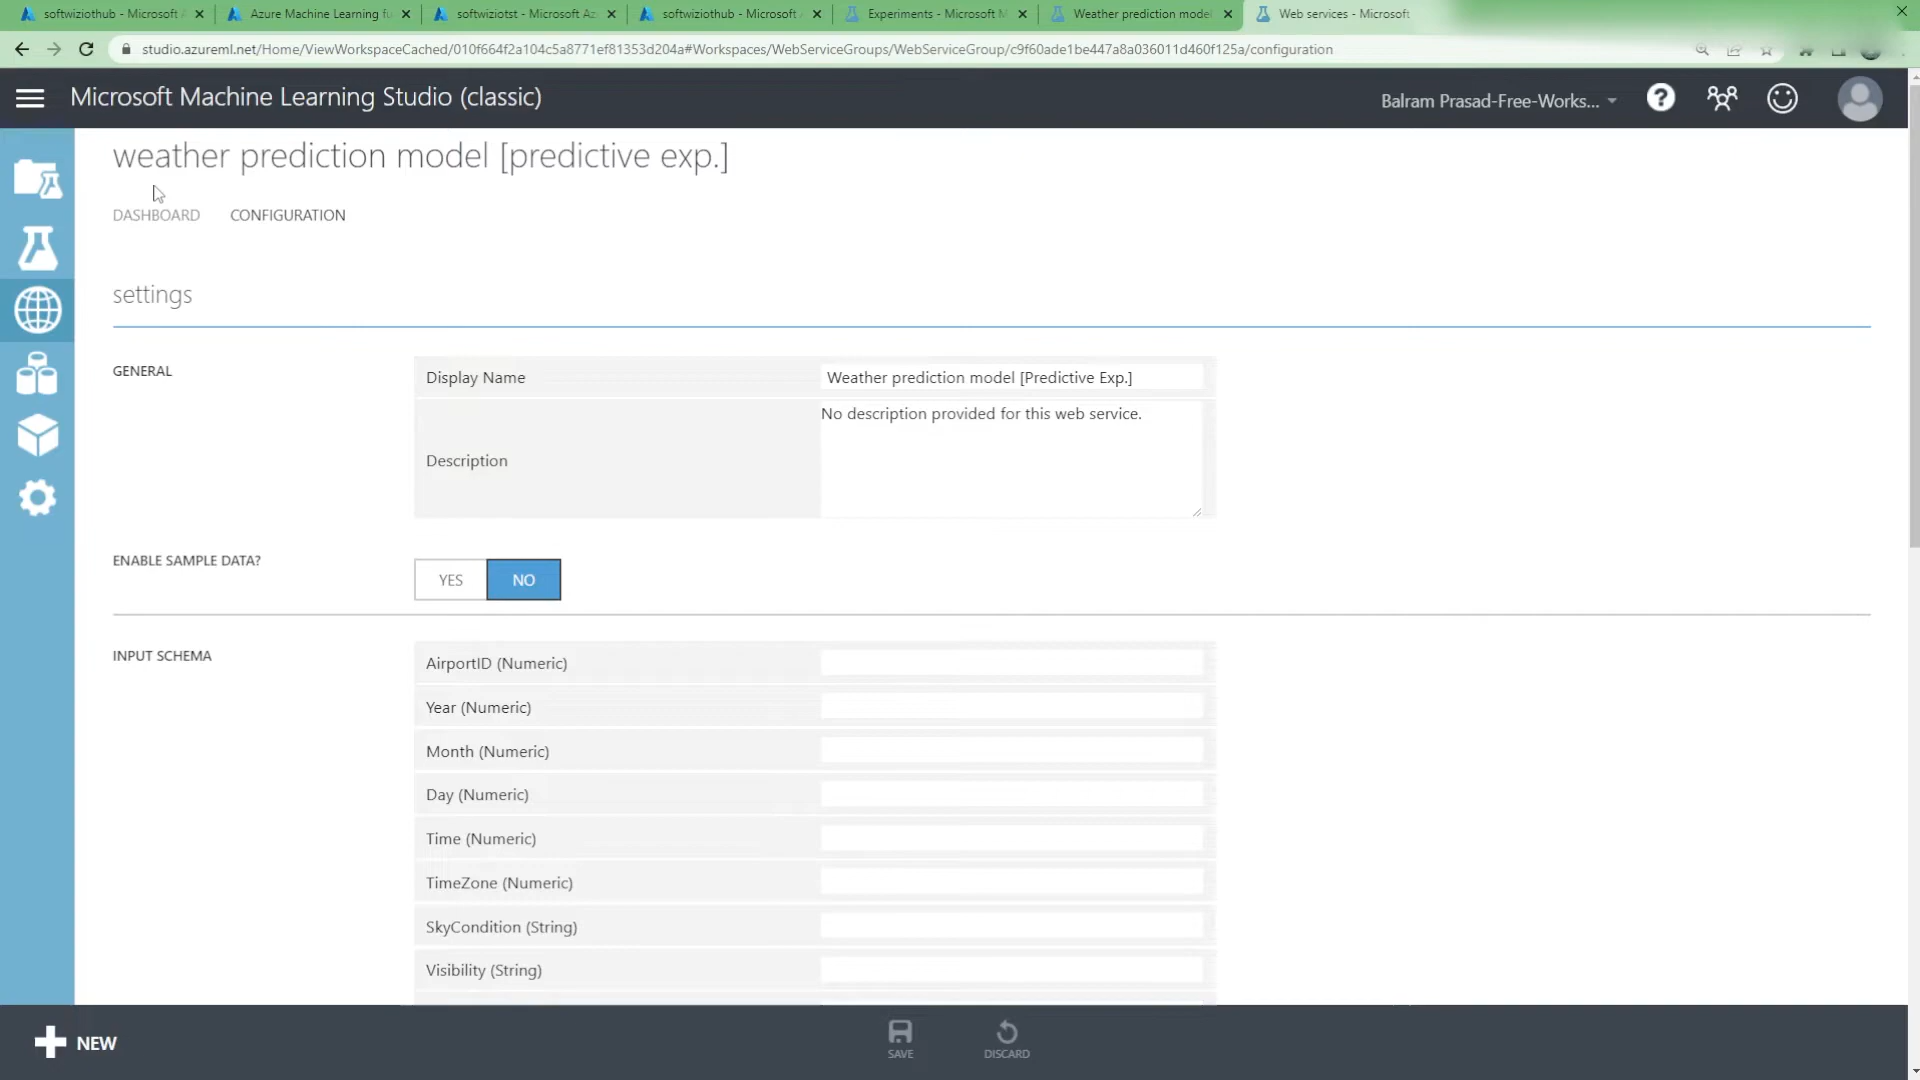 softwiziothub - Microsoft A
Azure Machine Learning fu
softwiziotst - Microsoft Az
softwiziothub - Microsoft A
Experiments - Microsoft M
Weather prediction model
Web services - Microsoft
studio.azureml.net/Home/ViewWorkspaceCached/010f664f2a104c5a8771ef81353d204a#Workspaces/WebServiceGroups/WebServiceGroup/c9f60ade1be447a8a036011d460f125a/configuration
Microsoft Machine Learning Studio (classic)
Balram Prasad-Free-Works...
weather prediction model [predictive exp.]
DASHBOARD CONFIGURATION
settings
GENERAL
Display Name Weather prediction model [Predictive Exp.]
Description No description provided for this web service.
ENABLE SAMPLE DATA?
YES NO
INPUT SCHEMA
AirportID (Numeric)
Year (Numeric)
Month (Numeric)
Day (Numeric)
Time (Numeric)
TimeZone (Numeric)
SkyCondition (String)
Visibility (String)
NEW
SAVE
DISCARD